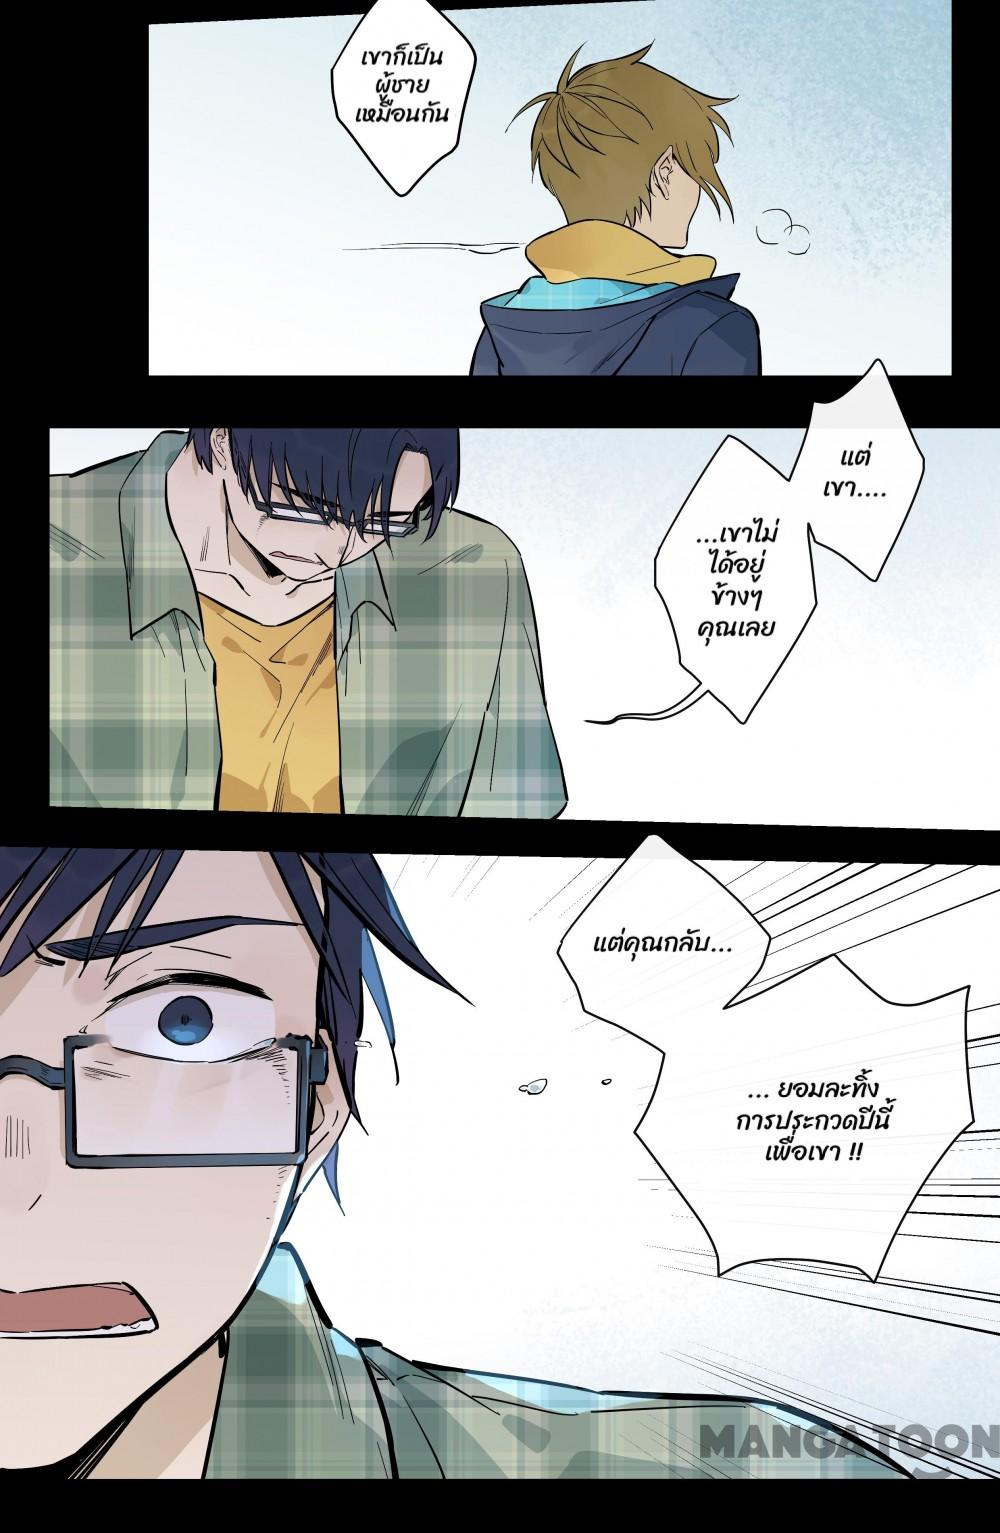 เขาก็เป็น
ผู้ชาย
เหมือนกัน
แต่
เขา....
...เขาไม่
ได้อยู่
ข้างๆ
คุณเลย
แต่คุณกลับ...
... ยอมละทิ้ง
การประกวดปีนี้
เพื่อเขา !!
MANGATOON